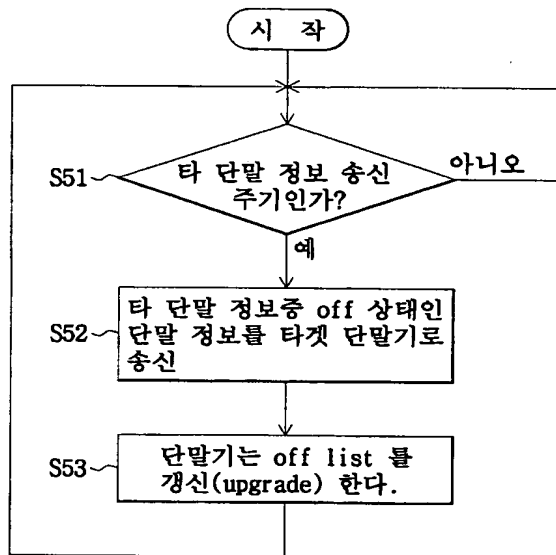 시 작
S51
타 단말 정보 송신
주기인가?
아니오
예
S52
타 단말 정보중 off 상태인
단말 정보를 타겟 단말기로
송신
S53
단말기는 off list 를
갱신(upgrade) 한다.